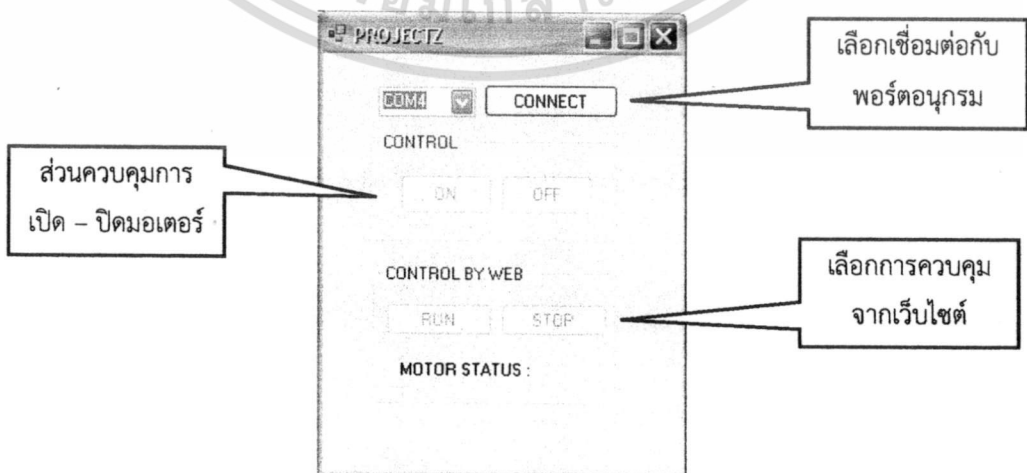 PROJECTZ
เลือกเชื่อมต่อกับ
พอร์ตอนุกรม
COM4 CONNECT
CONTROL
ส่วนควบคุมการ
เปิด – ปิดมอเตอร์
ON OFF
CONTROL BY WEB
เลือกการควบคุม
จากเว็บไซต์
RUN STOP
MOTOR STATUS :